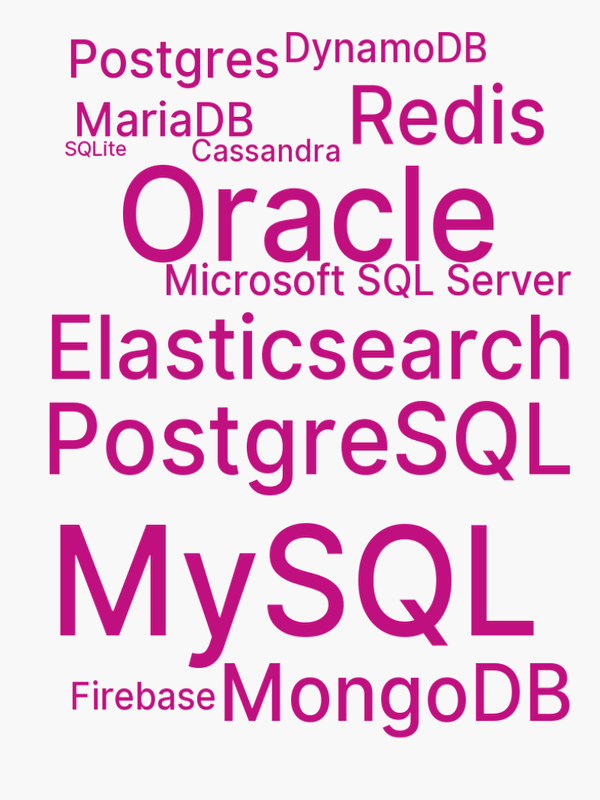 Postgres DynamoDB
MariaDB Redis
SQLite Cassandra
Oracle
Microsoft SQL Server
Elasticsearch
PostgreSQL
MySQL
Firebase MongoDB